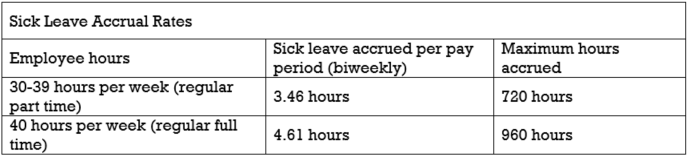 Sick Leave Accrual Rates
Employee hours
Sick leave accrued per pay
period (biweekly)
Maximum hours
accrued
30-39 hours per week (regular
part time)
3.46 hours
720 hours
40 hours per week (regular full
time)
4.61 hours
960 hours